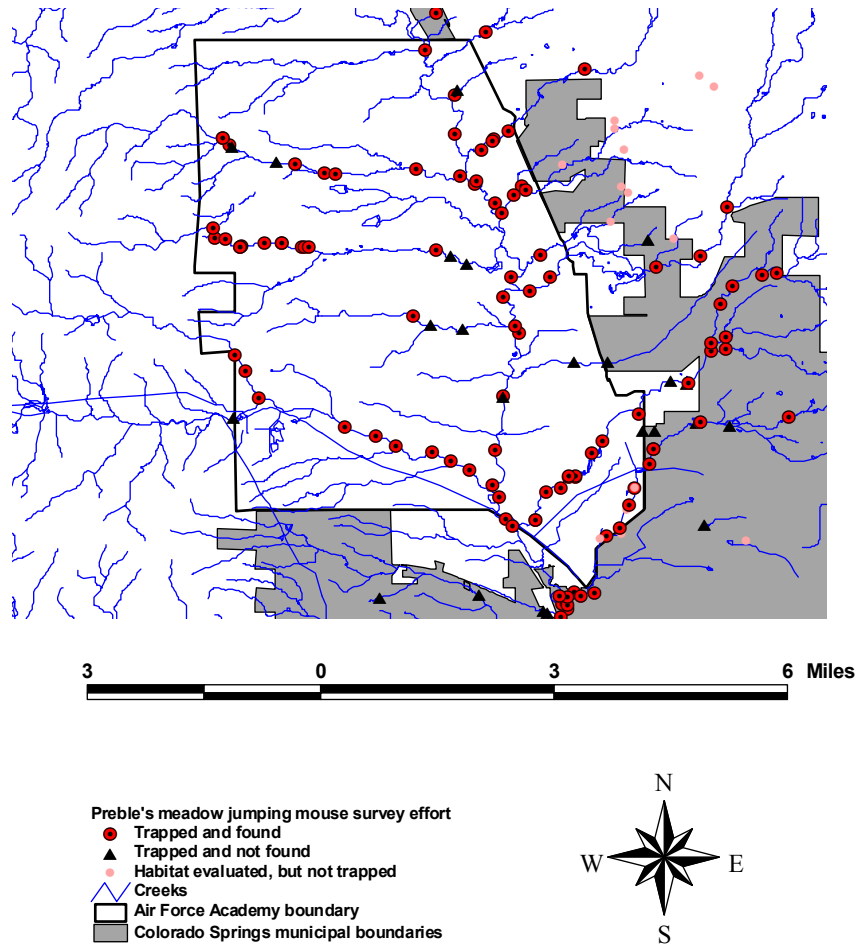 3 0 3 6 Miles
Preble's meadow jumping mouse survey effort
Trapped and found
Trapped and not found
Habitat evaluated, but not trapped
Creeks
Air Force Academy boundary
Colorado Springs municipal boundaries
N
W E
S